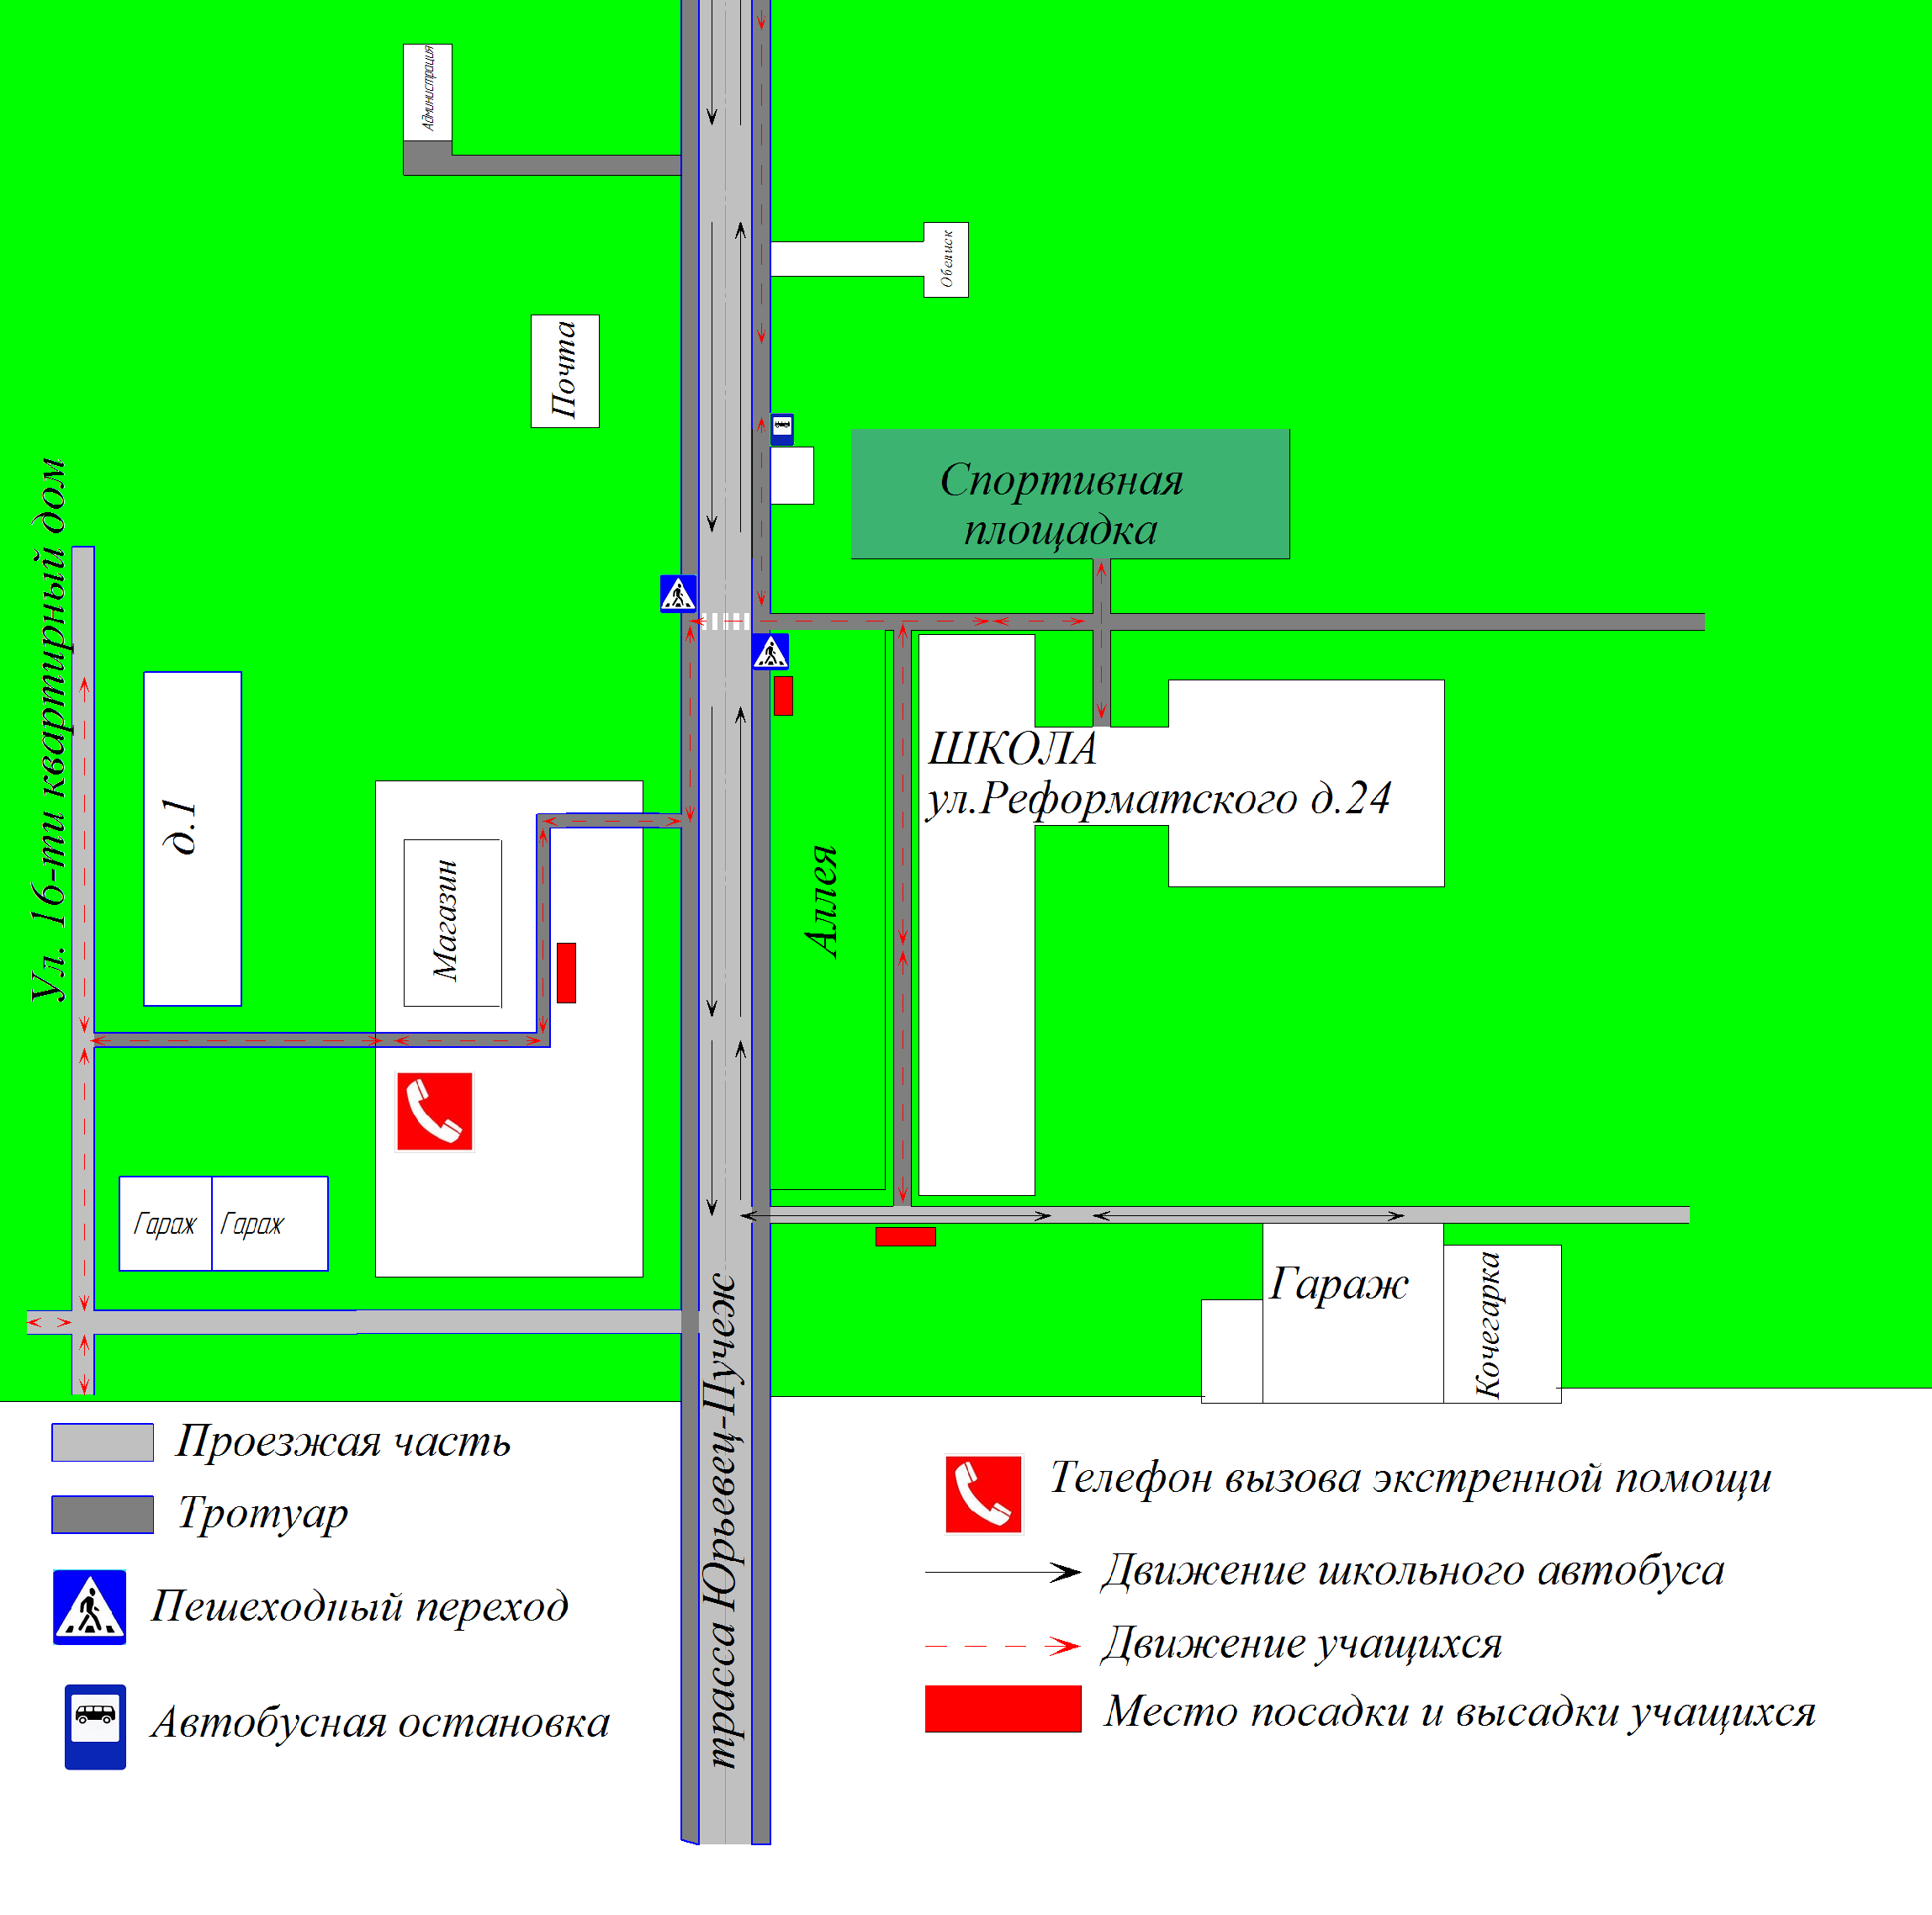 Администрация
Обелиск
Почта
Спортивная
площадка
Ул. 16-ти квартирный дом
д.1
ШКОЛА
ул.Реформатского д.24
Магазин
Аллея
Гараж
Гараж
Гараж
Кочегарка
трасса Юрьевец-Пучеж
Проезжая часть
Тротуар
Пешеходный переход
Автобусная остановка
Телефон вызова экстренной помощи
Движение школьного автобуса
Движение учащихся
Место посадки и высадки учащихся